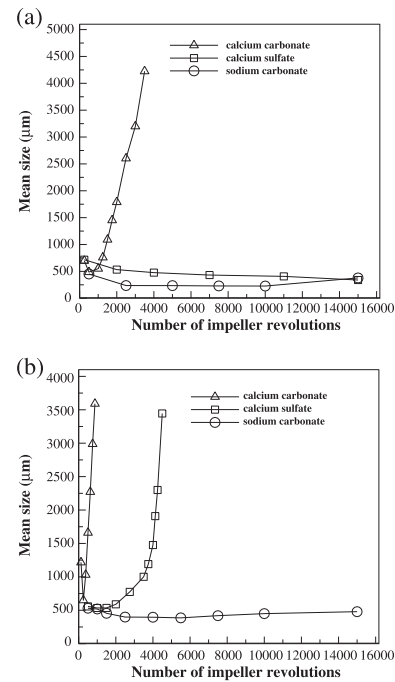 (a)
5000
4500
4000
3500
3000
2500
2000
1500
1000
500
0
Mean size (μm)
calcium carbonate
calcium sulfate
sodium carbonate
0 2000 4000 6000 8000 10000 12000 14000 16000
Number of impeller revolutions
(b)
4000
3500
3000
2500
2000
1500
1000
500
0
Mean size (μm)
calcium carbonate
calcium sulfate
sodium carbonate
0 2000 4000 6000 8000 10000 12000 14000 16000
Number of impeller revolutions